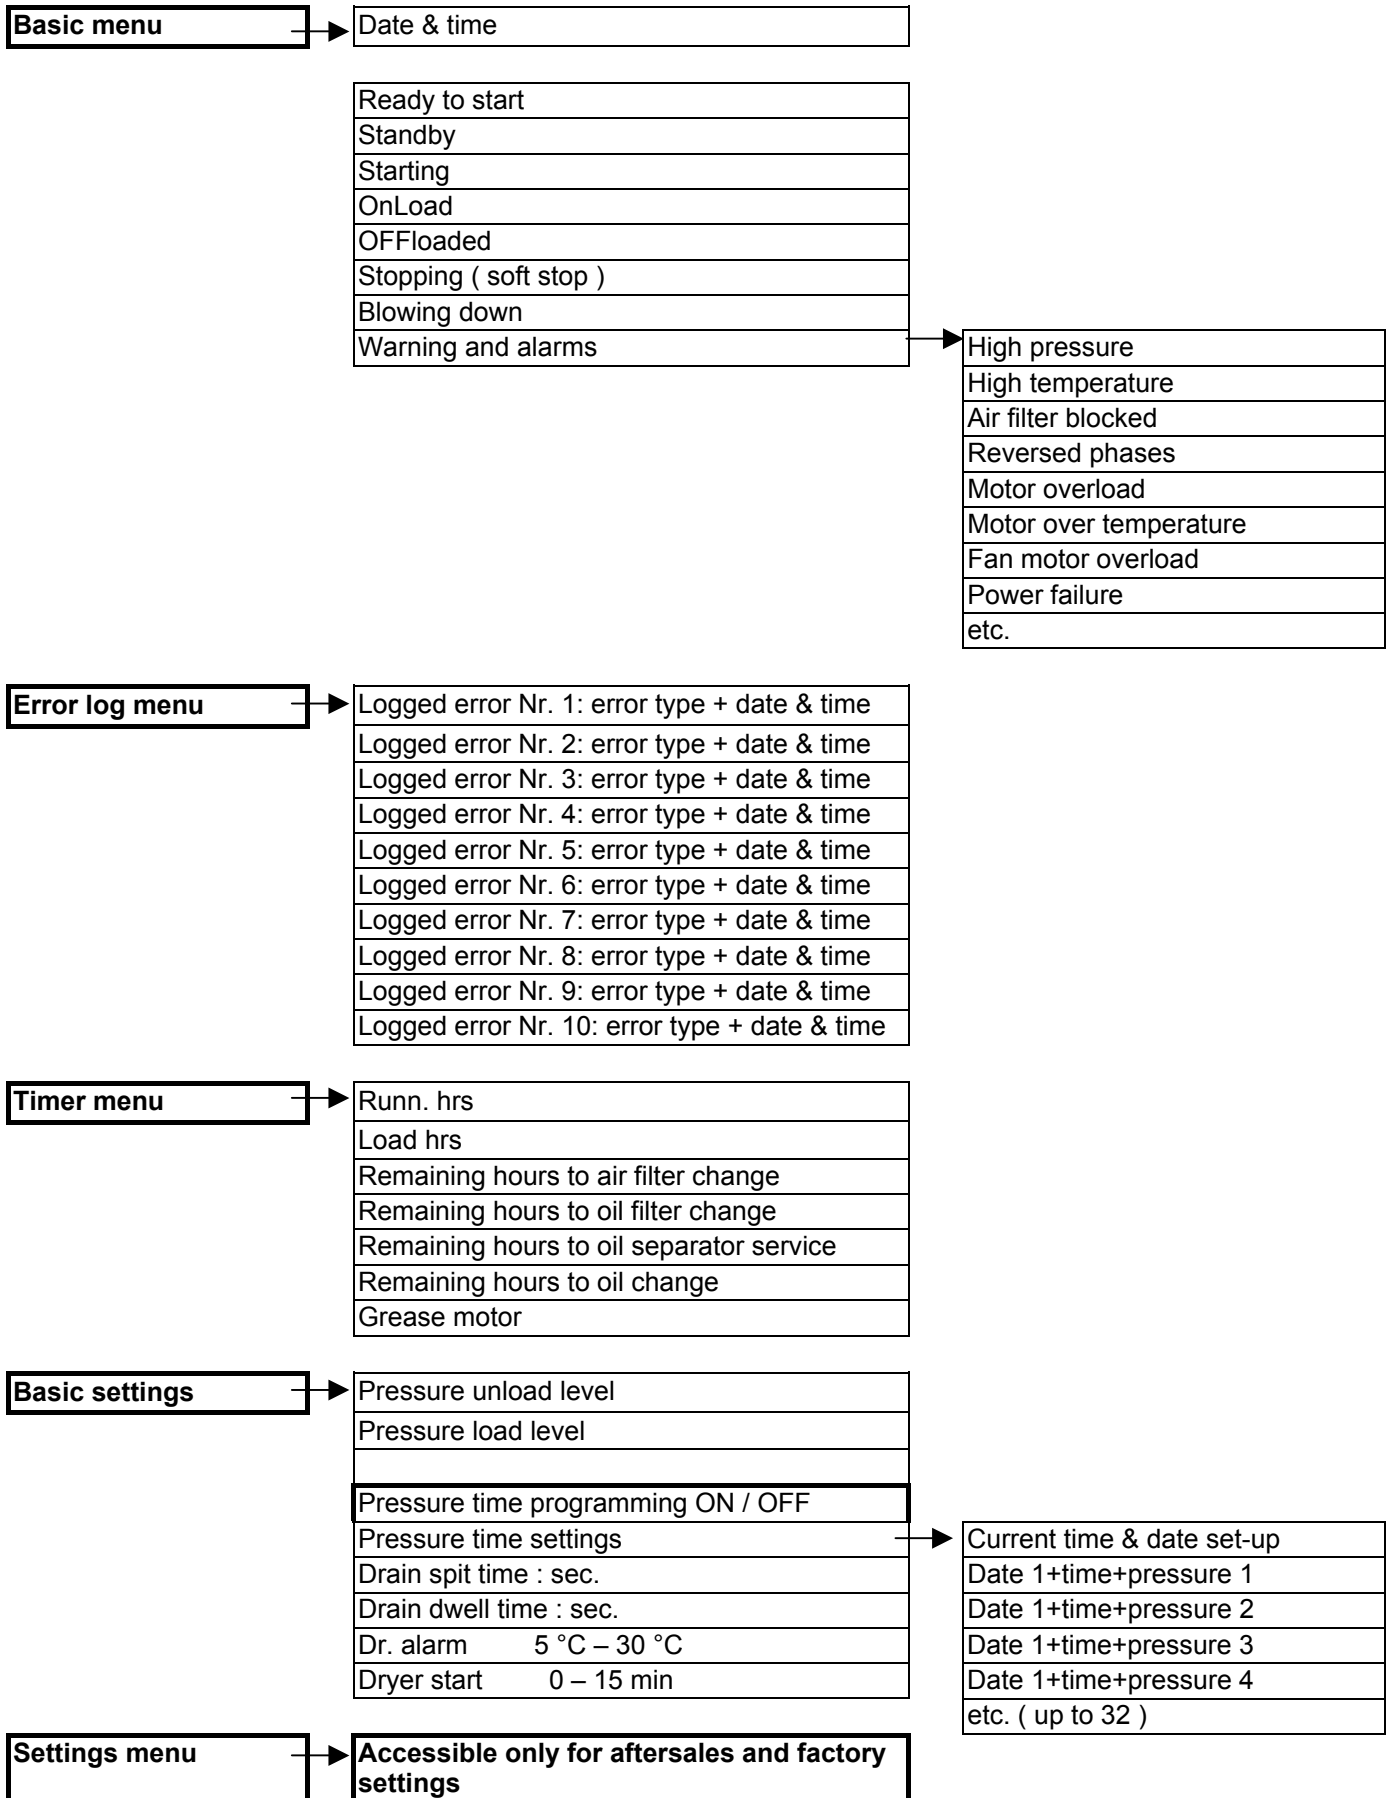 Basic menu
Date & time
Ready to start
Standby
Starting
OnLoad
OFFloaded
Stopping ( soft stop )
Blowing down
Warning and alarms
High pressure
High temperature
Air filter blocked
Reversed phases
Motor overload
Motor over temperature
Fan motor overload
Power failure
etc.
Error log menu
Logged error Nr. 1: error type + date & time
Logged error Nr. 2: error type + date & time
Logged error Nr. 3: error type + date & time
Logged error Nr. 4: error type + date & time
Logged error Nr. 5: error type + date & time
Logged error Nr. 6: error type + date & time
Logged error Nr. 7: error type + date & time
Logged error Nr. 8: error type + date & time
Logged error Nr. 9: error type + date & time
Logged error Nr. 10: error type + date & time
Timer menu
Runn. hrs
Load hrs
Remaining hours to air filter change
Remaining hours to oil filter change
Remaining hours to oil separator service
Remaining hours to oil change
Grease motor
Basic settings
Pressure unload level
Pressure load level
Pressure time programming ON / OFF
Pressure time settings
Drain spit time : sec.
Drain dwell time : sec.
Dr. alarm 5 °C – 30 °C
Dryer start 0 – 15 min
Current time & date set-up
Date 1+time+pressure 1
Date 1+time+pressure 2
Date 1+time+pressure 3
Date 1+time+pressure 4
etc. ( up to 32 )
Settings menu
Accessible only for aftersales and factory
settings